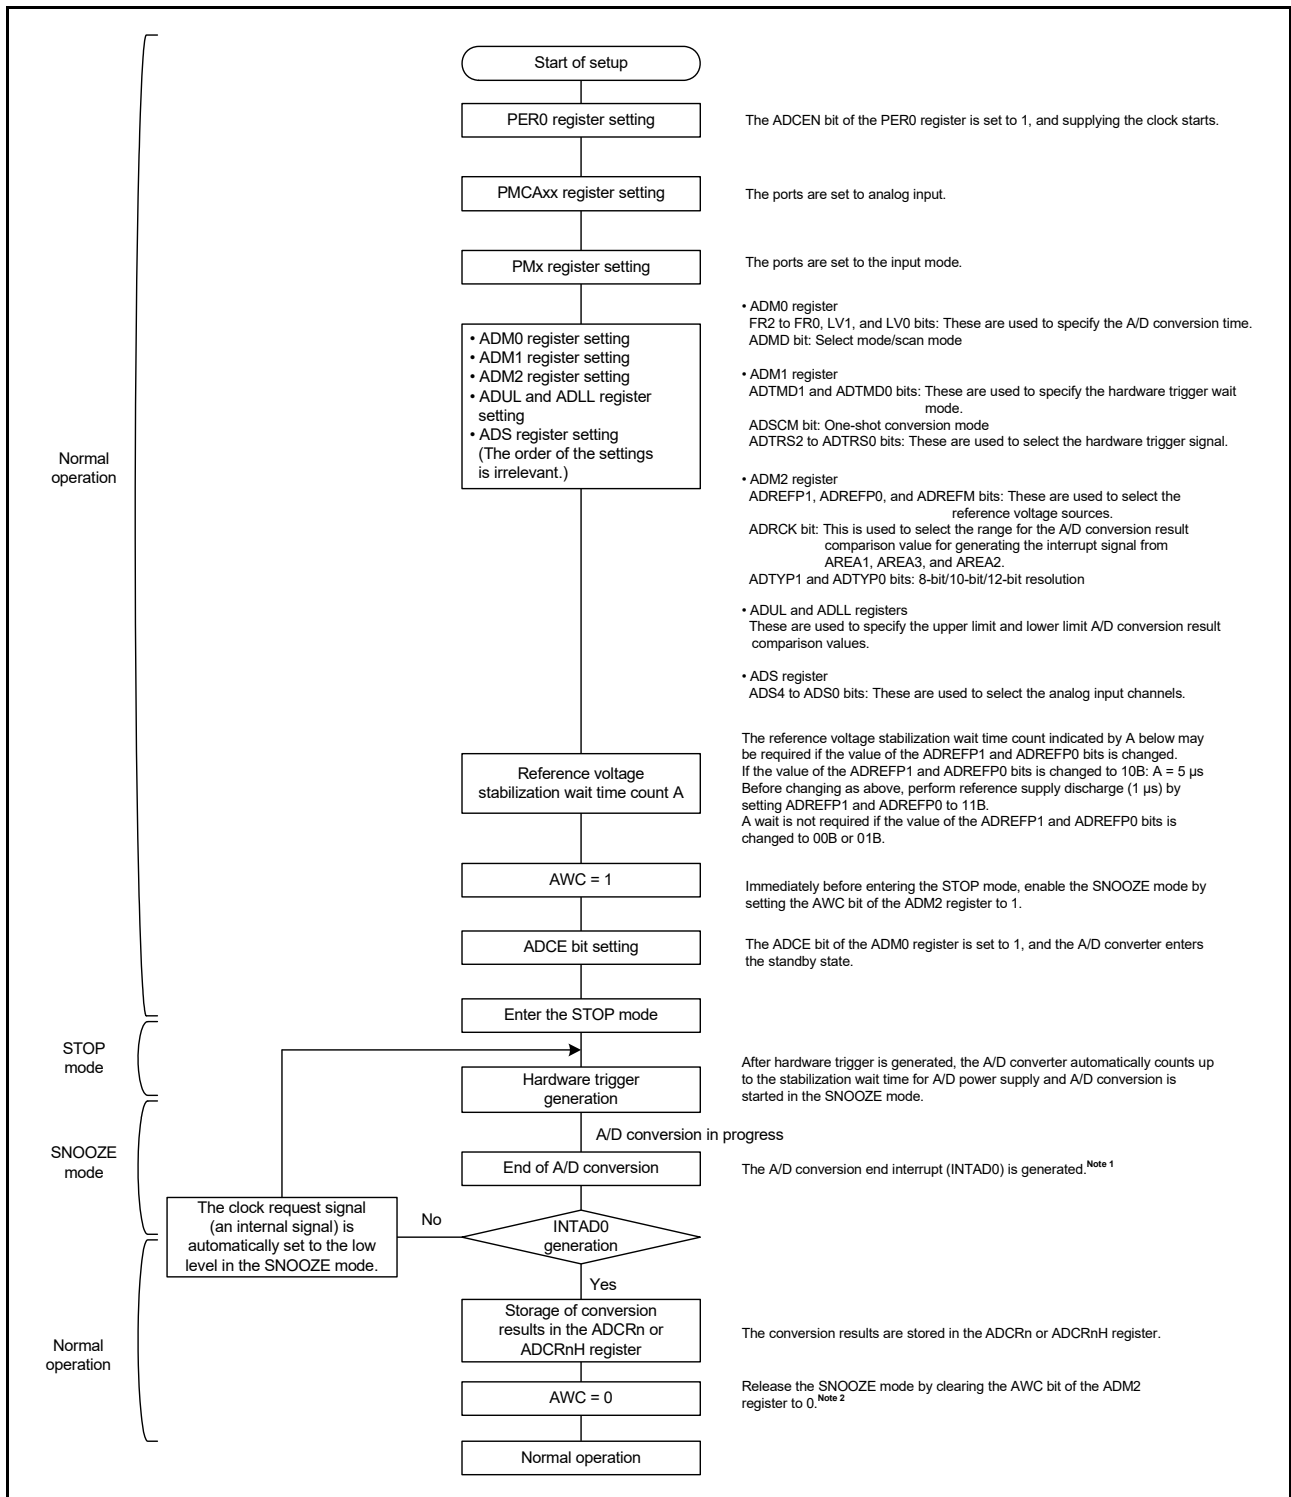 Start of setup
PER0 register setting
The ADCEN bit of the PER0 register is set to 1, and supplying the clock starts.
PMCAxx register setting
The ports are set to analog input.
PMx register setting
The ports are set to the input mode.
• ADM0 register setting
• ADM1 register setting
• ADM2 register setting
• ADUL and ADLL register
setting
• ADS register setting
(The order of the settings
is irrelevant.)
• ADM0 register
FR2 to FR0, LV1, and LV0 bits: These are used to specify the A/D conversion time.
ADMD bit: Select mode/scan mode
• ADM1 register
ADTMD1 and ADTMD0 bits: These are used to specify the hardware trigger wait
mode.
ADSCM bit: One-shot conversion mode
ADTRS2 to ADTRS0 bits: These are used to select the hardware trigger signal.
Normal
operation
• ADM2 register
ADREFP1, ADREFP0, and ADREFM bits: These are used to select the
reference voltage sources.
ADRCK bit: This is used to select the range for the A/D conversion result
comparison value for generating the interrupt signal from
AREA1, AREA3, and AREA2.
ADTYP1 and ADTYP0 bits: 8-bit/10-bit/12-bit resolution
• ADUL and ADLL registers
These are used to specify the upper limit and lower limit A/D conversion result
comparison values.
• ADS register
ADS4 to ADS0 bits: These are used to select the analog input channels.
Reference voltage
stabilization wait time count A
The reference voltage stabilization wait time count indicated by A below may
be required if the value of the ADREFP1 and ADREFP0 bits is changed.
If the value of the ADREFP1 and ADREFP0 bits is changed to 10B: A = 5 µs
Before changing as above, perform reference supply discharge (1 µs) by
setting ADREFP1 and ADREFP0 to 11B.
A wait is not required if the value of the ADREFP1 and ADREFP0 bits is
changed to 00B or 01B.
AWC = 1
Immediately before entering the STOP mode, enable the SNOOZE mode by
setting the AWC bit of the ADM2 register to 1.
ADCE bit setting
The ADCE bit of the ADM0 register is set to 1, and the A/D converter enters
the standby state.
Enter the STOP mode
STOP
mode
Hardware trigger
generation
After hardware trigger is generated, the A/D converter automatically counts up
to the stabilization wait time for A/D power supply and A/D conversion is
started in the SNOOZE mode.
A/D conversion in progress
SNOOZE
mode
End of A/D conversion
The A/D conversion end interrupt (INTAD0) is generated.Note 1
The clock request signal
(an internal signal) is
automatically set to the low
level in the SNOOZE mode.
No
INTAD0
generation
Yes
Storage of conversion
results in the ADCRn or
ADCRnH register
The conversion results are stored in the ADCRn or ADCRnH register.
Normal
operation
AWC = 0
Release the SNOOZE mode by clearing the AWC bit of the ADM2
register to 0.Note 2
Normal operation